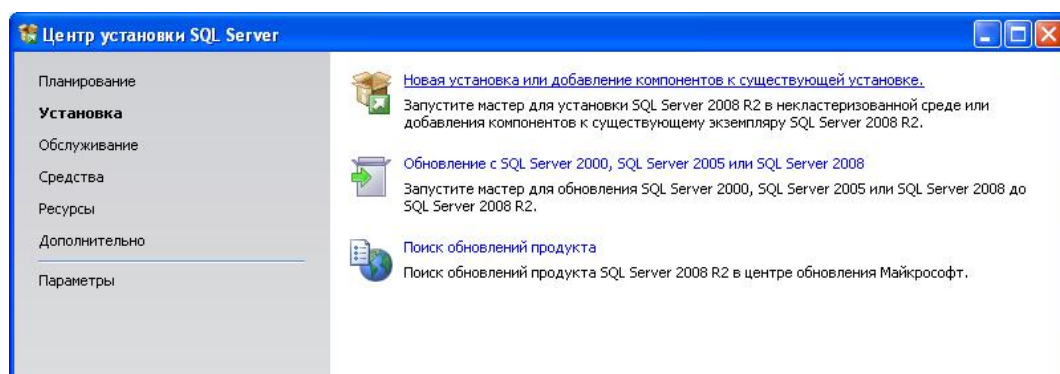 Центр установки SQL Server
Планирование
Установка
Обслуживание
Средства
Ресурсы
Дополнительно
Параметры
Новая установка или добавление компонентов к существующей установке.
Запустите мастер для установки SQL Server 2008 R2 в некластеризованной среде или
добавления компонентов к существующему экземпляру SQL Server 2008 R2.
Обновление с SQL Server 2000, SQL Server 2005 или SQL Server 2008
Запустите мастер для обновления SQL Server 2000, SQL Server 2005 или SQL Server 2008 до
SQL Server 2008 R2.
Поиск обновлений продукта
Поиск обновлений продукта SQL Server 2008 R2 в центре обновления Майкрософт.